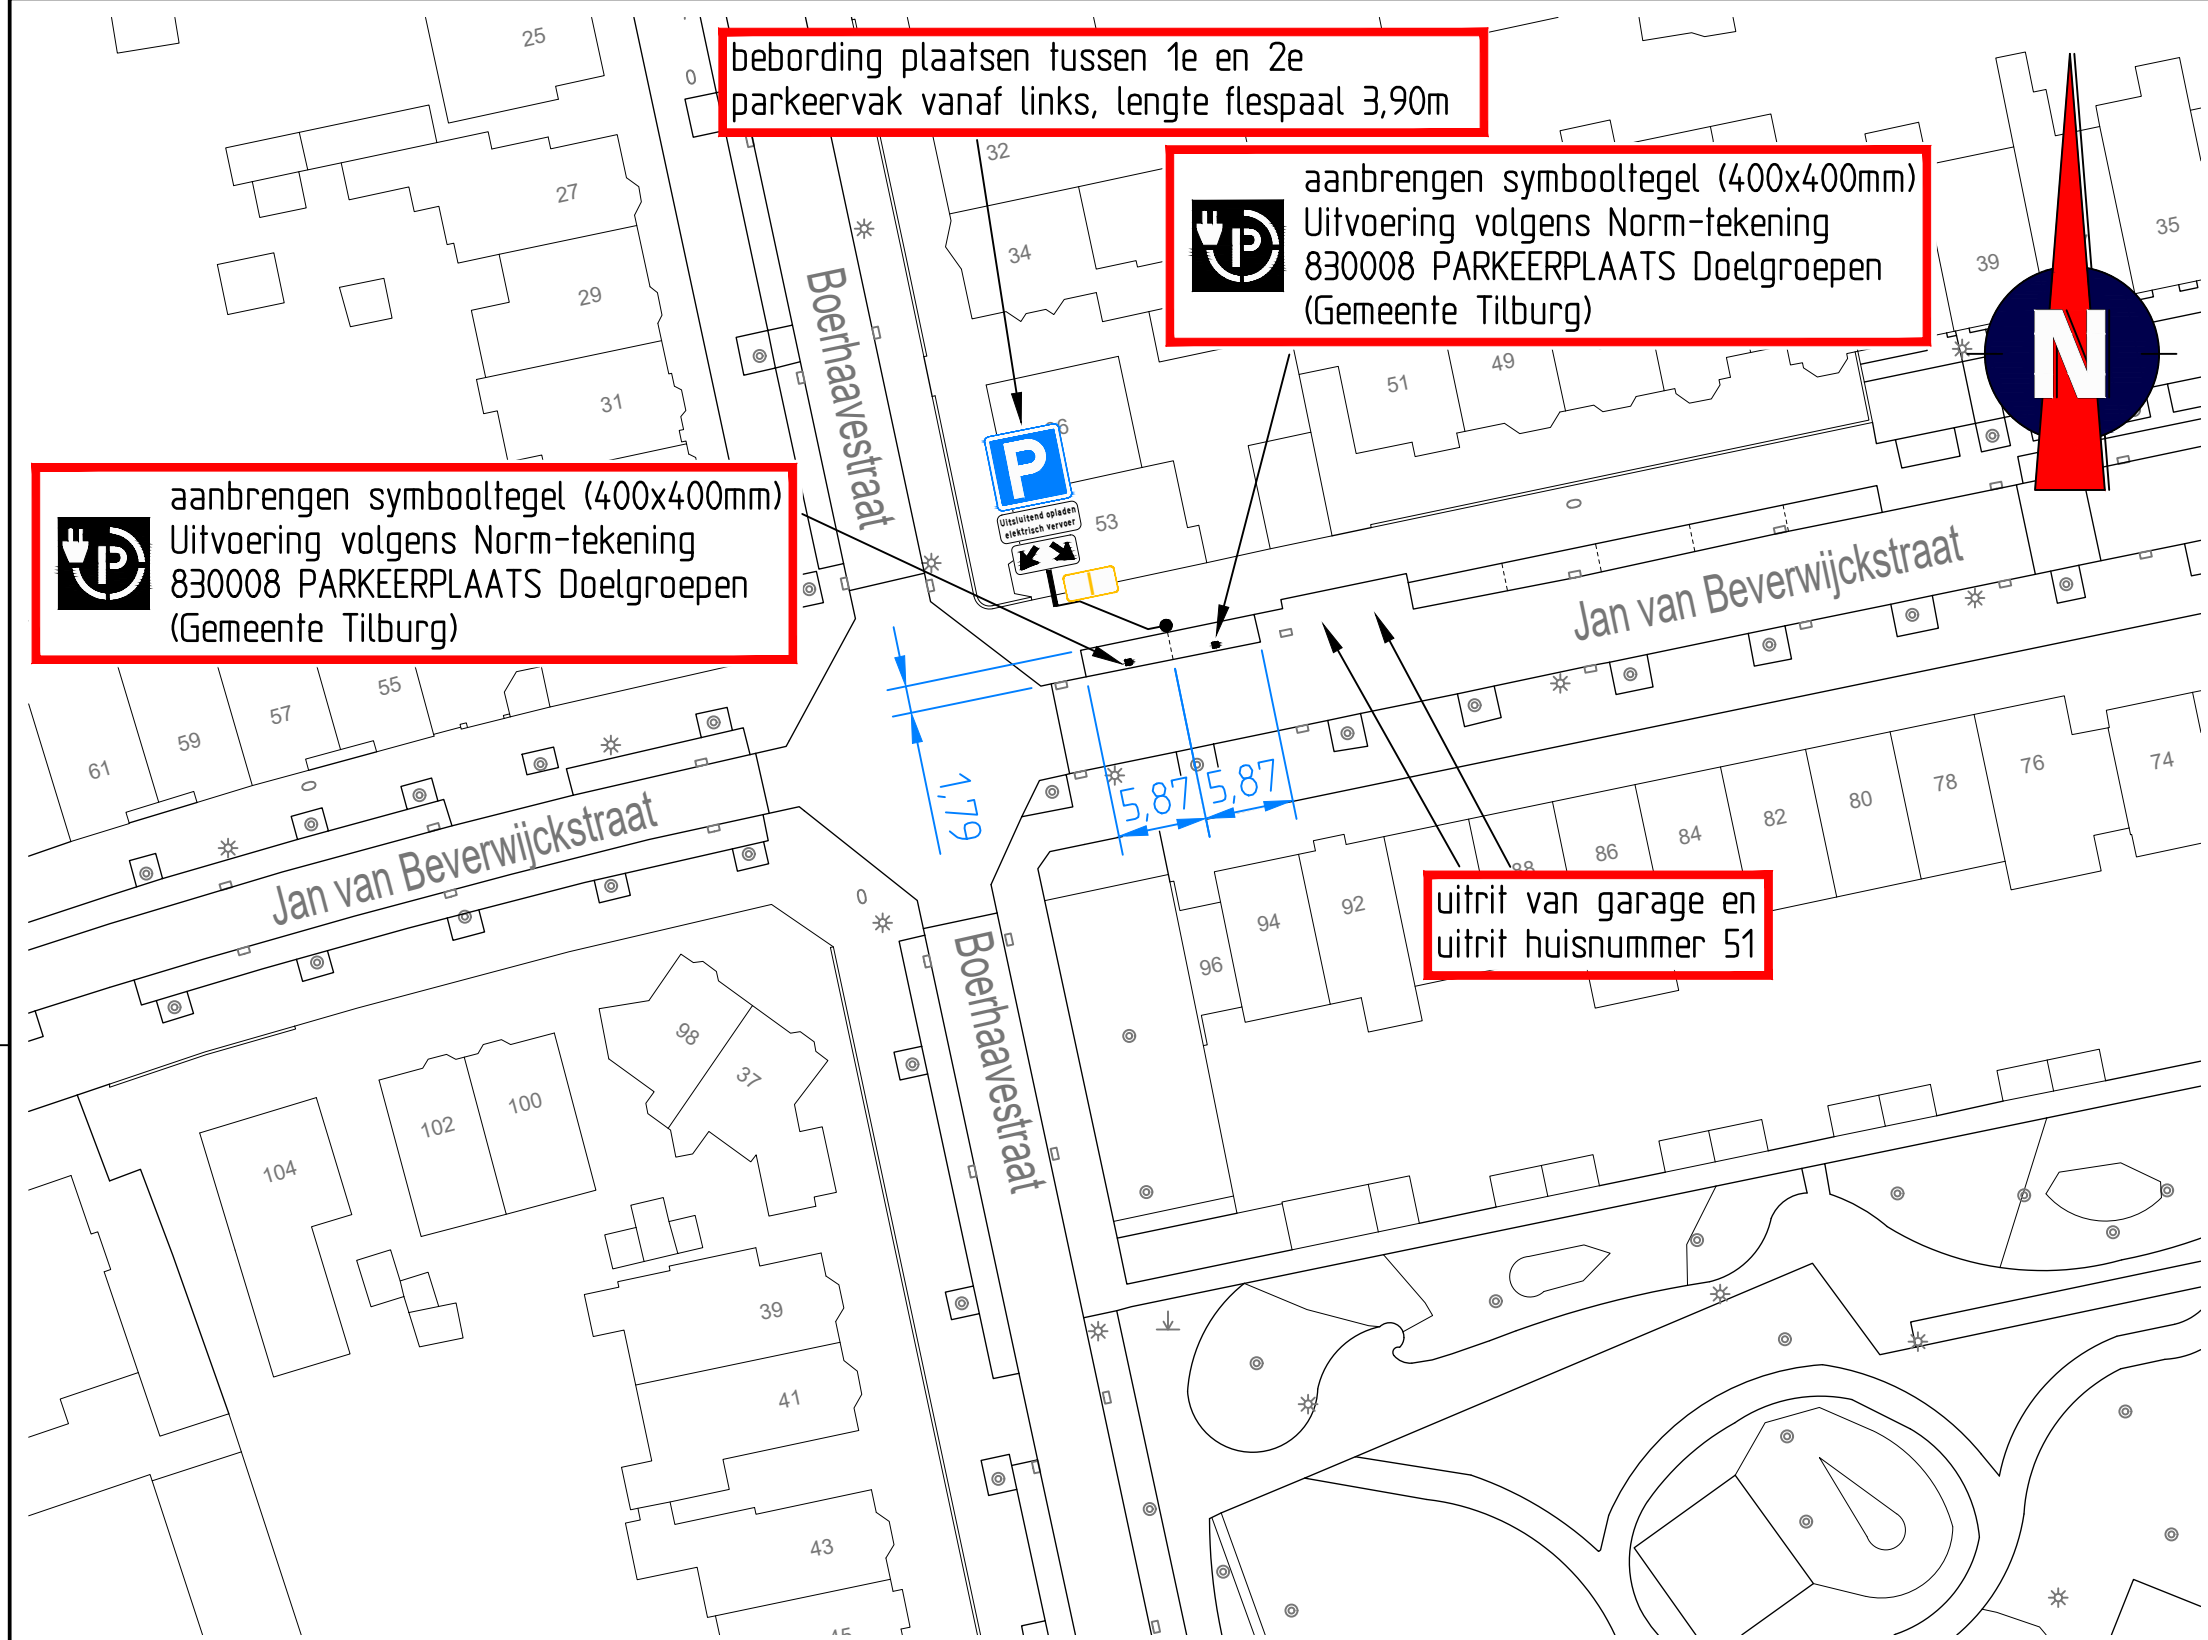 25
0
bebording plaatsen tussen 1e en 2e
parkeervak vanaf links, lengte flespaal 3,90m
32
27
P
aanbrengen symbooltegel (400x400mm)
Uitvoering volgens Norm-tekening
830008 PARKEERPLAATS Doelgroepen
(Gemeente Tilburg)
35
34
39
29
Boerhaavestraat
N
31
51
49
P
Uitsluitend opladen
elektrisch vervoer
53
P
aanbrengen symbooltegel (400x400mm)
Uitvoering volgens Norm-tekening
830008 PARKEERPLAATS Doelgroepen
(Gemeente Tilburg)
0
Jan van Beverwijckstraat
55
57
59
61
0
1,79
5,87
5,87
74
76
78
80
82
84
86
88
Jan van Beverwijckstraat
uitrit van garage en
uitrit huisnummer 51
0
92
94
96
Boerhaavestraat
98
37
100
102
104
39
41
43
45